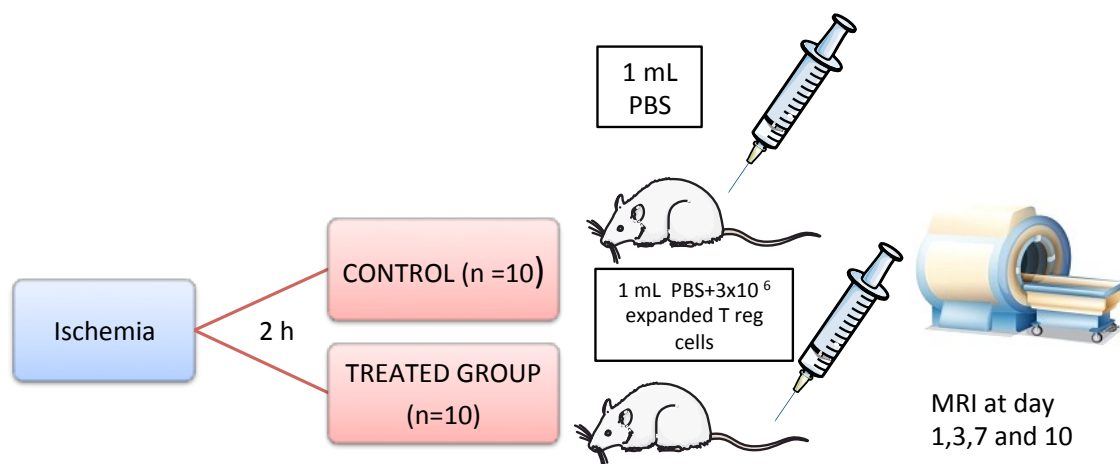 Ischemia
2 h
CONTROL (n =10)
TREATED GROUP
(n=10)
1 mL
PBS
1 mL PBS+3x10 6
expanded T reg
cells
MRI at day
1,3,7 and 10